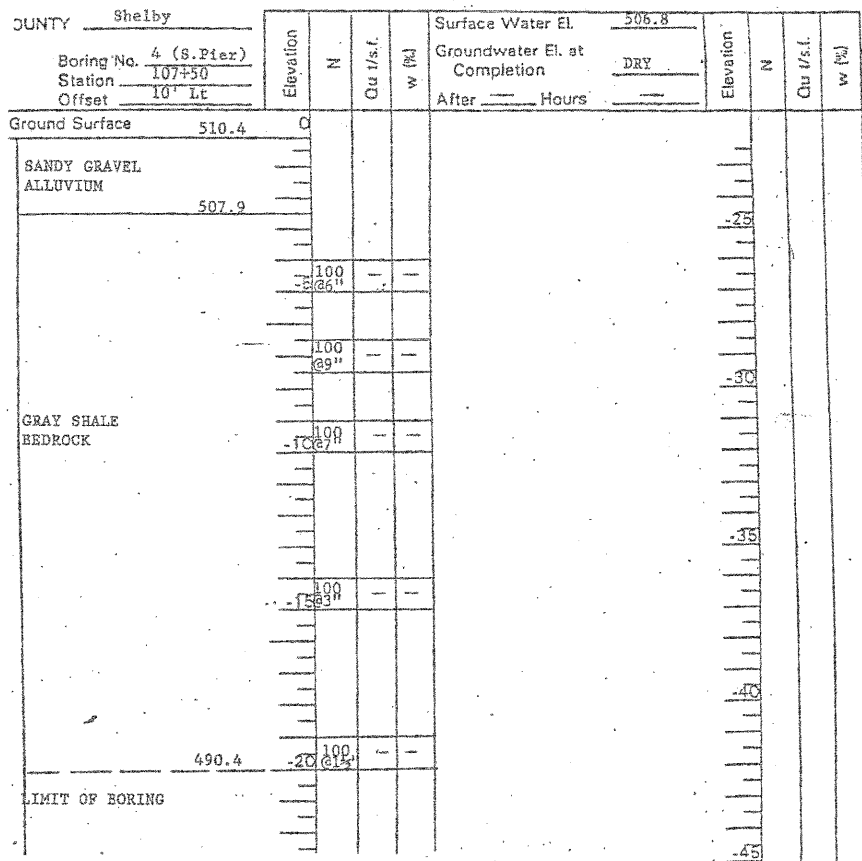 OUNTY Shelby
Boring No. 4 (S.Pier)
Station 107+50
Offset 10' Lt
Elevation
N
Qu t/s.f.
w (%)
Surface Water El. 506.8
Groundwater El. at
Completion DRY
After — Hours —
Elevation
N
Qu t/s.f.
w (%)
Ground Surface 510.4 0
SANDY GRAVEL
ALLUVIUM
507.9
-25
100 — —
-5 @6"
100 — —
@9"
-30
GRAY SHALE
BEDROCK
100 — —
-10 @7"
-35
100 — —
-15 @3"
-40
100 — —
490.4 -20 @1½"
LIMIT OF BORING
-45